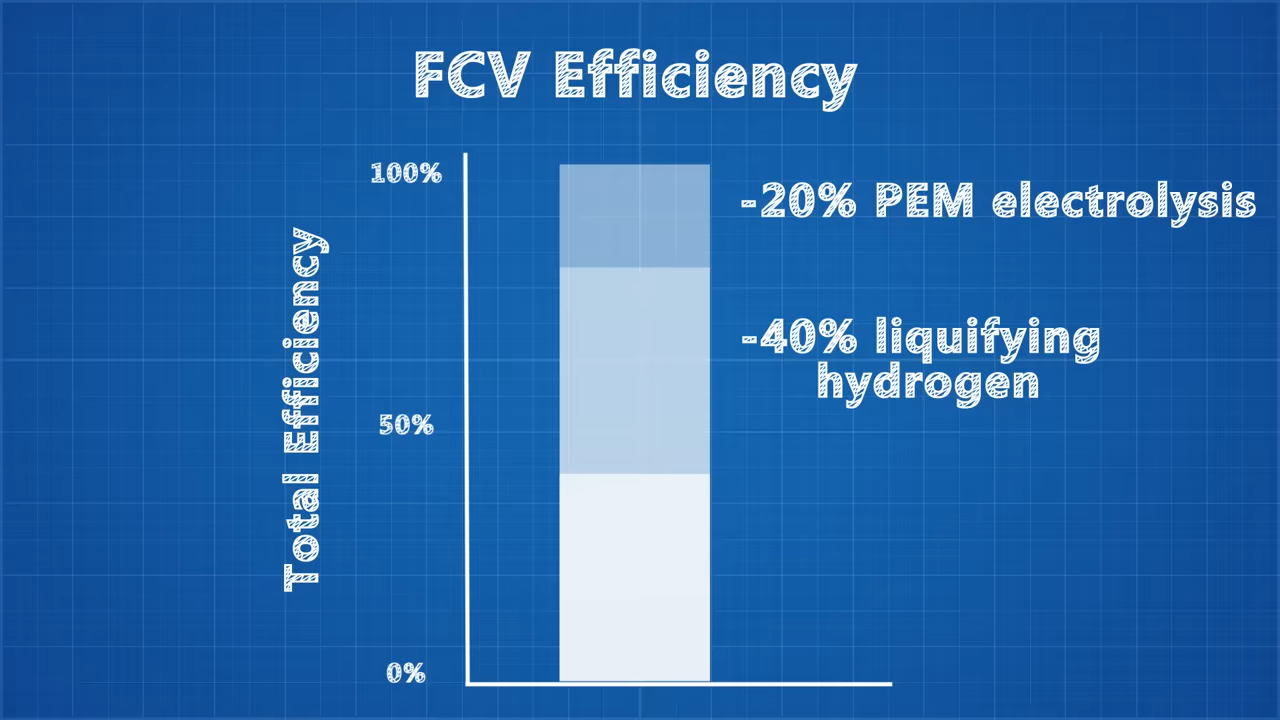 FCV Efficiency
100%
-20% PEM electrolysis
Total Efficiency
-40% liquifying
hydrogen
50%
0%